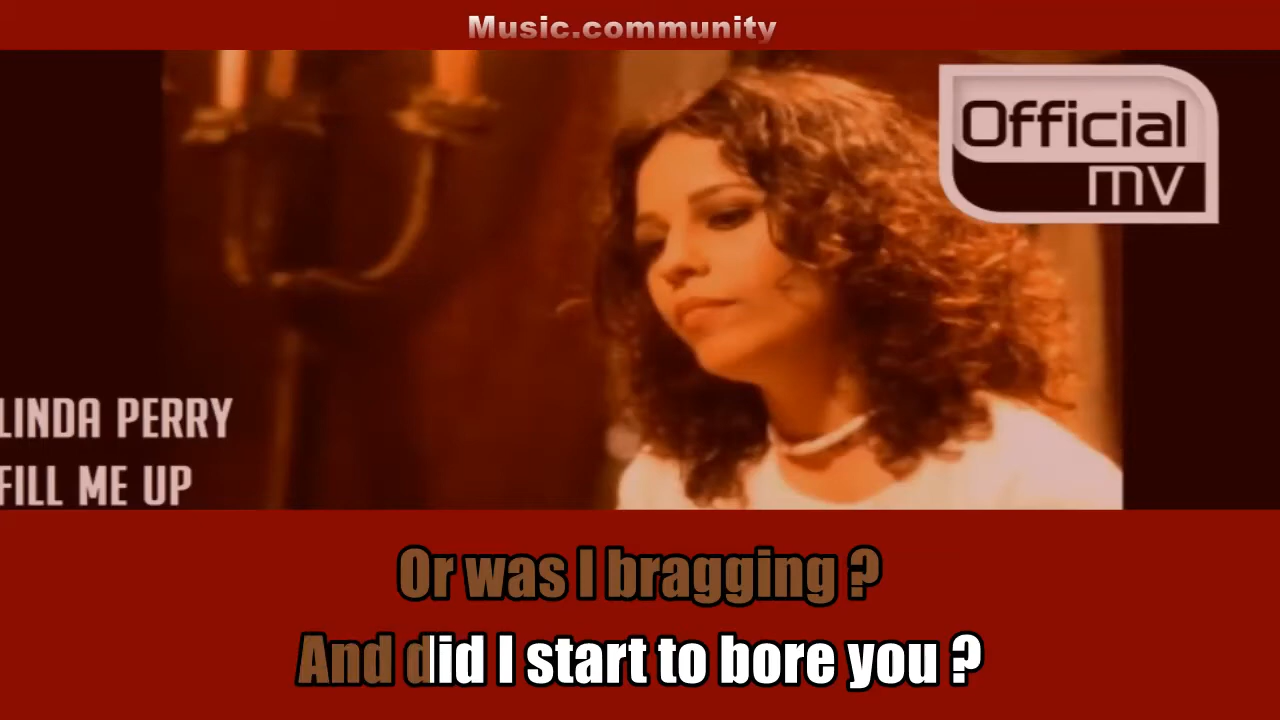 Music.community
Official
MV
LINDA PERRY
FILL ME UP
Or was I bragging ?
And did I start to bore you ?